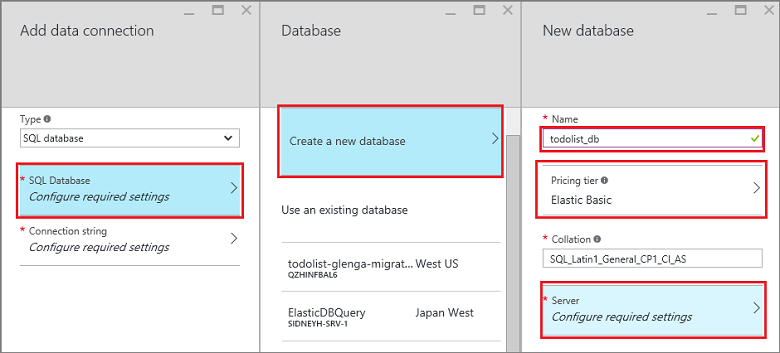 Add data connection
Type
SQL database
* SQL Database
Configure required settings
* Connection string
Configure required settings
Database
Create a new database
Use an existing database
todolist-glenga-migrat... West US
QZHINFBAL6
ElasticDBQuery Japan West
SIDNEYH-SRV-1
New database
* Name
todolist_db
Pricing tier
Elastic Basic
* Collation
SQL_Latin1_General_CP1_CI_AS
* Server
Configure required settings